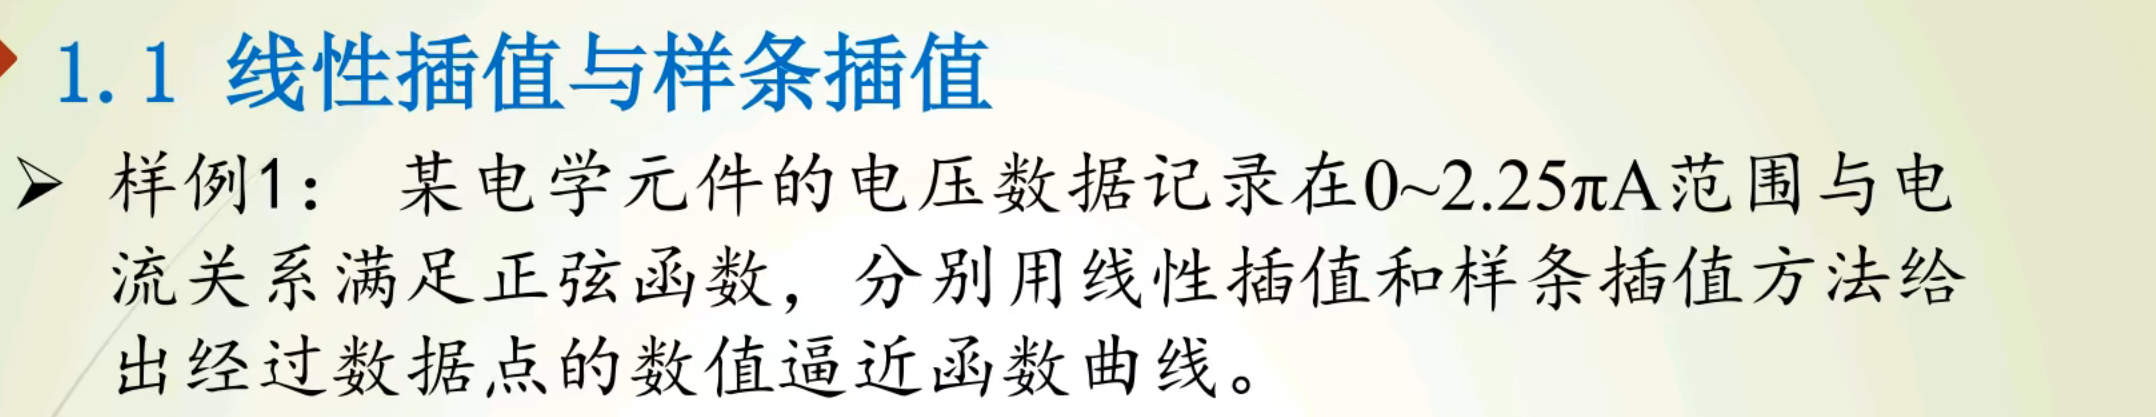 1.1 线性插值与样条插值
样例1： 某电学元件的电压数据记录在0~2.25πA范围与电
流关系满足正弦函数，分别用线性插值和样条插值方法给
出经过数据点的数值逼近函数曲线。